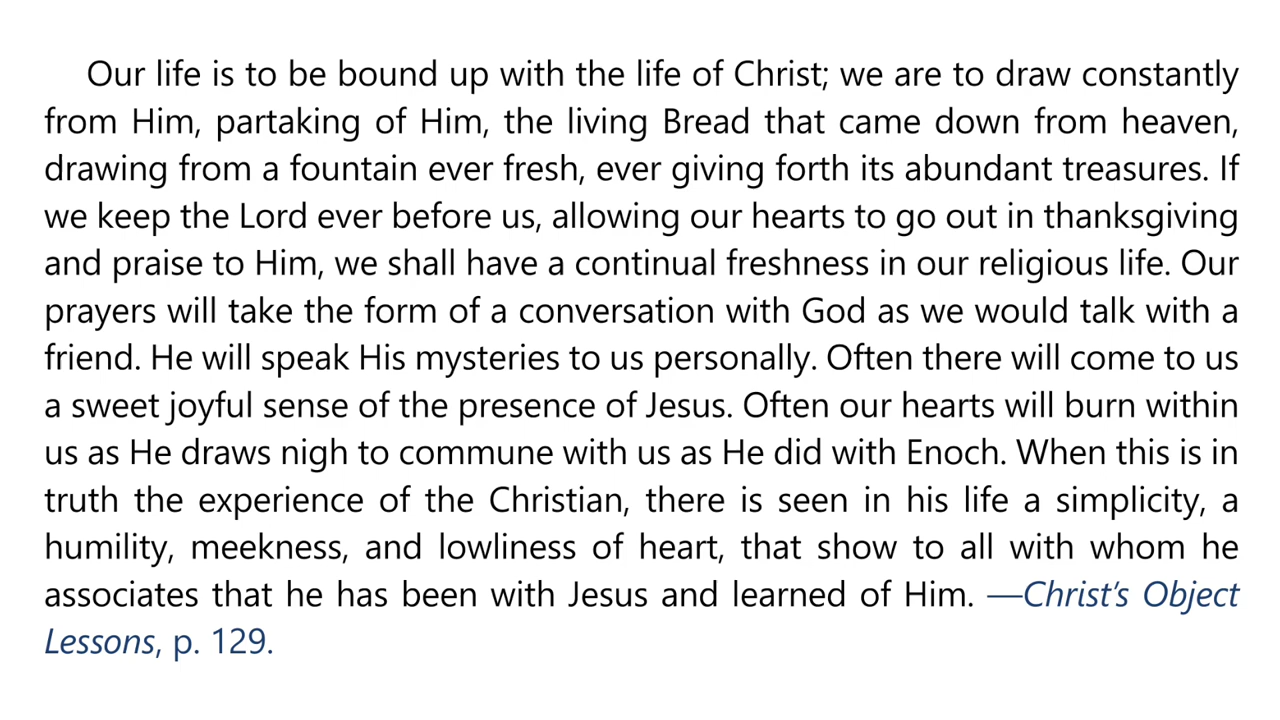 Our life is to be bound up with the life of Christ; we are to draw constantly
from Him, partaking of Him, the living Bread that came down from heaven,
drawing from a fountain ever fresh, ever giving forth its abundant treasures. If
we keep the Lord ever before us, allowing our hearts to go out in thanksgiving
and praise to Him, we shall have a continual freshness in our religious life. Our
prayers will take the form of a conversation with God as we would talk with a
friend. He will speak His mysteries to us personally. Often there will come to us
a sweet joyful sense of the presence of Jesus. Often our hearts will burn within
us as He draws nigh to commune with us as He did with Enoch. When this is in
truth the experience of the Christian, there is seen in his life a simplicity, a
humility, meekness, and lowliness of heart, that show to all with whom he
associates that he has been with Jesus and learned of Him. —Christ’s Object
Lessons, p. 129.